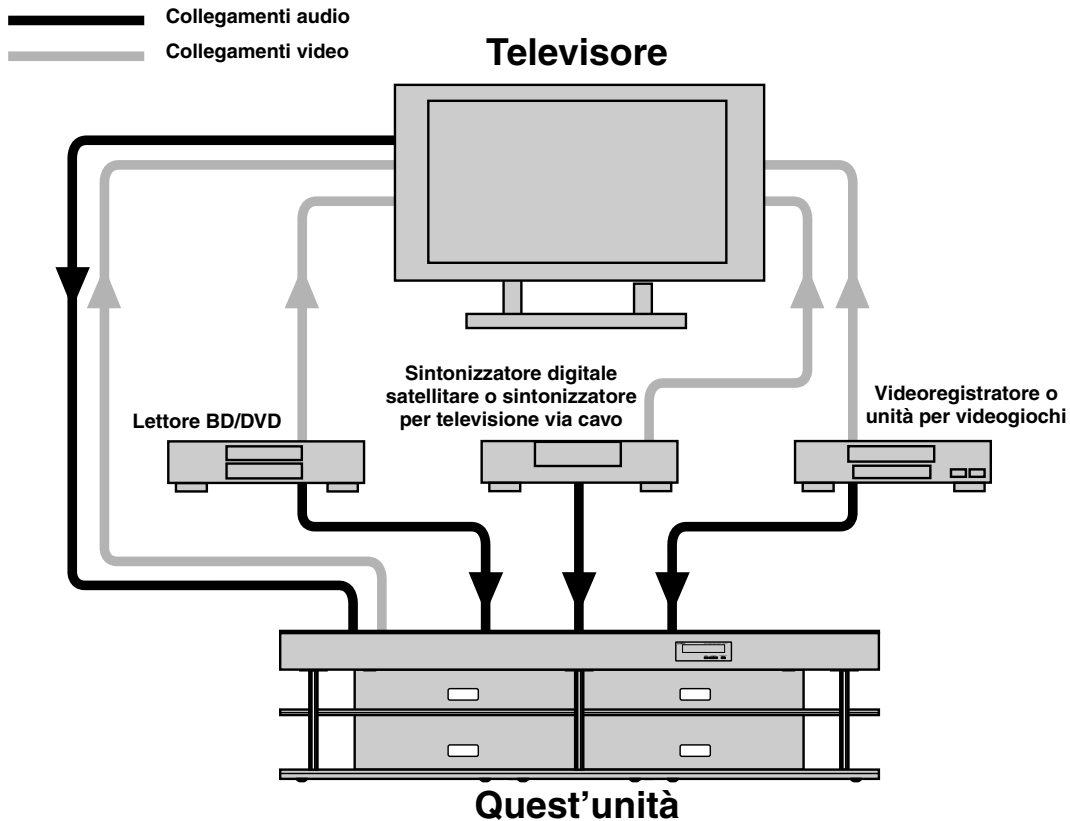 Collegamenti audio
Collegamenti video
Televisore
Sintonizzatore digitale
satellitare o sintonizzatore
per televisione via cavo
Lettore BD/DVD
Videoregistratore o
unità per videogiochi
Quest'unità